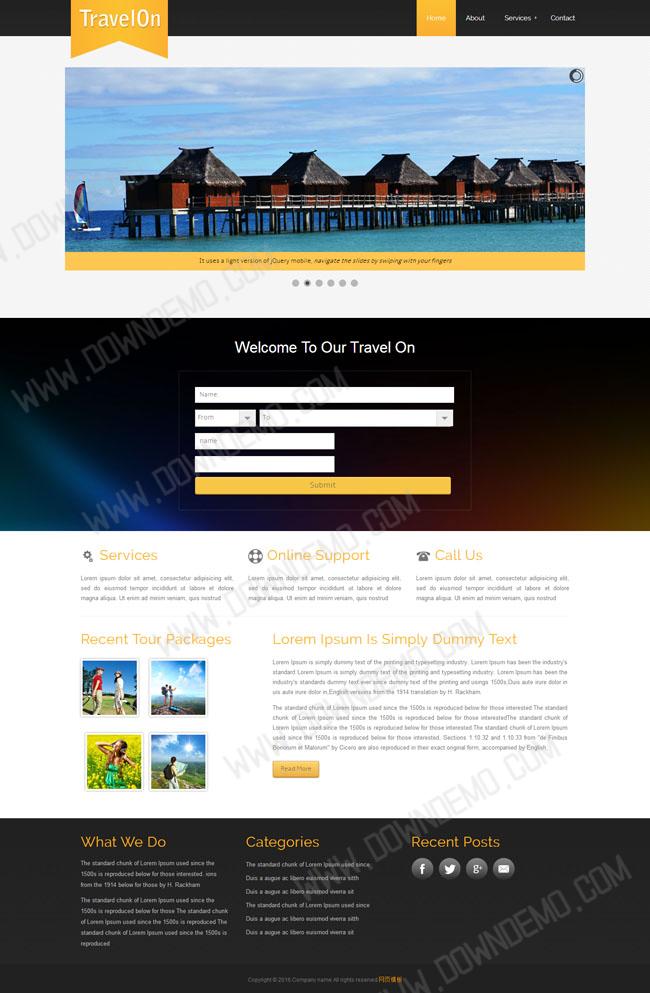 TravelOn
Home About Services + Contact
It uses a light version of jQuery mobile, navigate the slides by swiping with your fingers
Welcome To Our Travel On
Name:
From To
name
Submit
Services
Lorem ipsum dolor sit amet, consectetur adipisicing elit,
sed do eiusmod tempor incididunt ut labore et dolore
magna aliqua. Ut enim ad minim veniam, quis nostrud
Online Support
Lorem ipsum dolor sit amet, consectetur adipisicing elit,
sed do eiusmod tempor incididunt ut labore et dolore
magna aliqua. Ut enim ad minim veniam, quis nostrud
Call Us
Lorem ipsum dolor sit amet, consectetur adipisicing elit,
sed do eiusmod tempor incididunt ut labore et dolore
magna aliqua. Ut enim ad minim veniam, quis nostrud
Recent Tour Packages
Lorem Ipsum Is Simply Dummy Text
Lorem Ipsum is simply dummy text of the printing and typesetting industry. Lorem Ipsum has been the industry's
standard.Lorem Ipsum is simply dummy text of the printing and typesetting industry. Lorem Ipsum has been the
industry's standards dummy text ever since dummy text of the and typesetting and osings 1500s,Duis aute irure dolor in
uis aute irure dolor in,English versions from the 1914 translation by H. Rackham.
The standard chunk of Lorem Ipsum used since the 1500s is reproduced below for those interested.The standard
chunk of Lorem Ipsum used since the 1500s is reproduced below for those interestedThe standard chunk of
Lorem Ipsum used since the 1500s is reproduced below for those interested.The standard chunk of Lorem Ipsum
used since the 1500s is reproduced below for those interested. Sections 1.10.32 and 1.10.33 from "de Finibus
Bonorum et Malorum" by Cicero are also reproduced in their exact original form, accompanied by English
Read More
What We Do
The standard chunk of Lorem Ipsum used since the
1500s is reproduced below for those interested. ions
from the 1914 below for those by H. Rackham
The standard chunk of Lorem Ipsum used since the
1500s is reproduced below for those The standard chunk
of Lorem Ipsum used since the 1500s is reproduced The
standard chunk of Lorem Ipsum used since the 1500s is
reproduced
Categories
The standard chunk of Lorem Ipsum used since
Duis a augue ac libero euismod viverra sitth
Duis a augue ac libero euismod viverra sit
The standard chunk of Lorem Ipsum used since
Duis a augue ac libero euismod viverra sitth
Duis a augue ac libero euismod viverra sit
Recent Posts
Copyright © 2016.Company name All rights reserved.网页模板
WWW.DOWNDEMO.COM
WWW.DOWNDEMO.COM
WWW.DOWNDEMO.COM
WWW.DOWNDEMO.COM
WWW.DOWNDEMO.COM